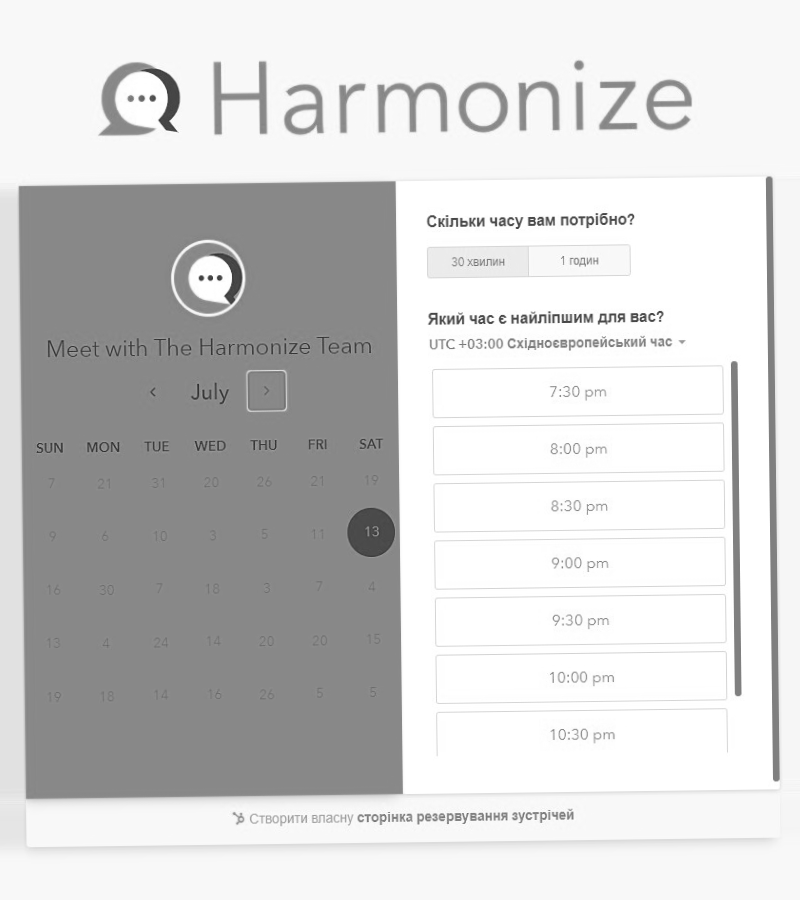 Harmonize
Meet with The Harmonize Team
July
SUN MON TUE WED THU FRI SAT
7 21 31 20 26 21 19
9 6 10 3 5 11 13
16 30 7 18 3 7 4
13 4 24 14 20 20 15
19 18 14 16 26 5 5
Скільки часу вам потрібно?
30 хвилин 1 годин
Який час є найліпшим для вас?
UTC +03:00 Східноєвропейський час
7:30 pm
8:00 pm
8:30 pm
9:00 pm
9:30 pm
10:00 pm
10:30 pm
Створити власну сторінка резервування зустрічей